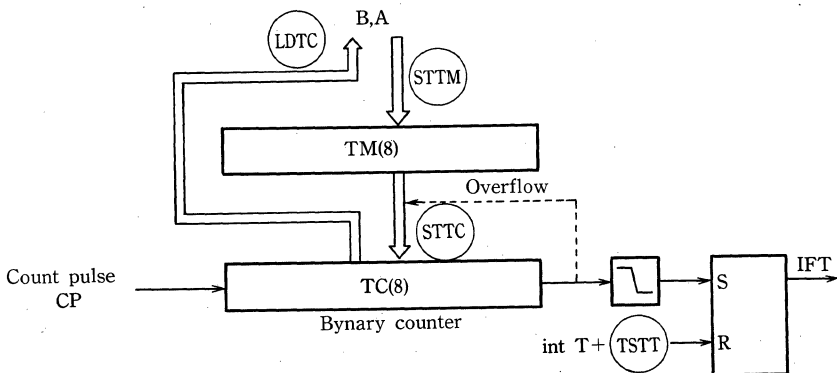 B,A
LDTC
STTM
TM(8)
Overflow
STTC
Count pulse
CP
TC(8)
Bynary counter
S
IFT
int T+
TSTT
R